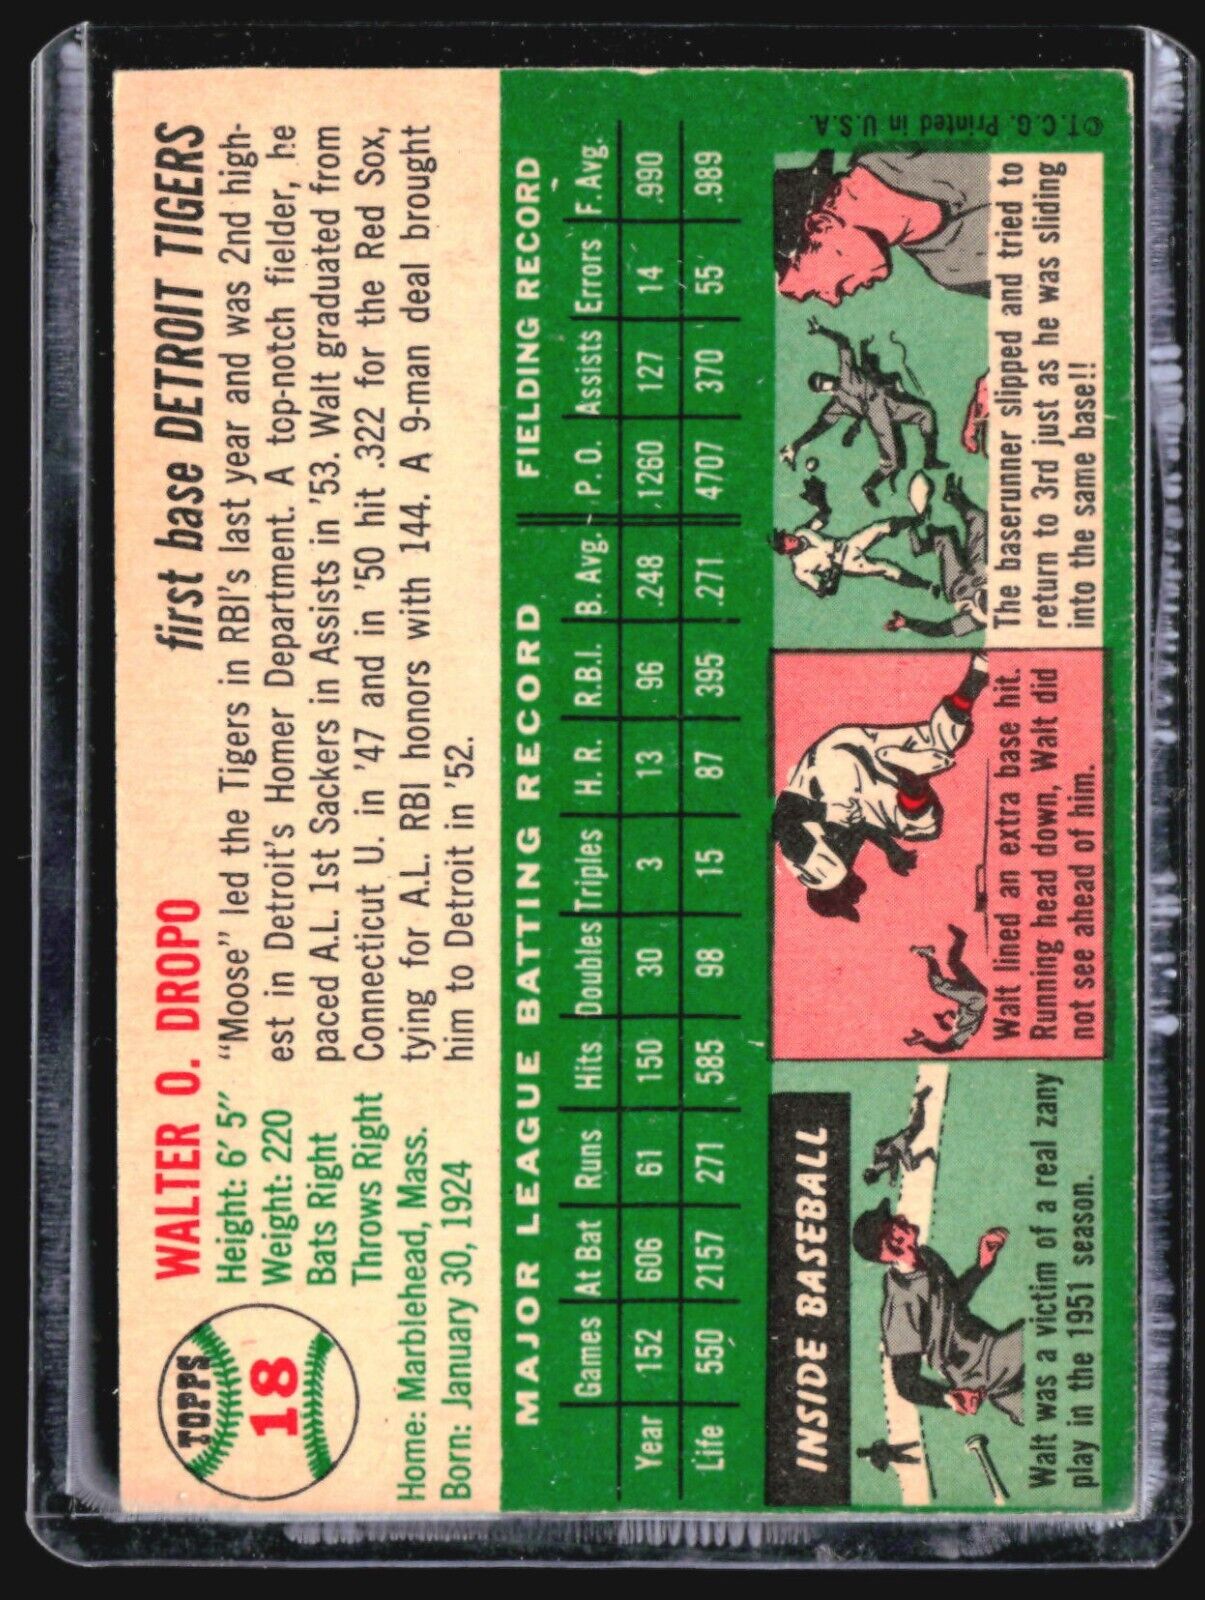 TOPPS
18
WALTER O. DROPO
first base DETROIT TIGERS
Height: 6' 5"
Weight: 220
Bats Right
Throws Right
Home: Marblehead, Mass.
Born: January 30, 1924
"Moose" led the Tigers in RBI's last year and was 2nd high-
est in Detroit's Homer Department. A top-notch fielder, he
paced A.L. 1st Sackers in Assists in '53. Walt graduated from
Connecticut U. in '47 and in '50 hit .322 for the Red Sox,
tying for A.L. RBI honors with 144. A 9-man deal brought
him to Detroit in '52.
MAJOR LEAGUE BATTING RECORD FIELDING RECORD
Games At Bat Runs Hits Doubles Triples H. R. R.B.I. B. Avg. P. O. Assists Errors F. Avg.
Year 152 606 61 150 30 3 13 96 .248 1260 127 14 .990
Life 550 2157 271 585 98 15 87 395 .271 4707 370 55 .989
INSIDE BASEBALL
Walt was a victim of a real zany
play in the 1951 season.
Walt lined an extra base hit.
Running head down, Walt did
not see ahead of him.
The baserunner slipped and tried to
return to 3rd just as he was sliding
into the same base!!
©T.C.G. Printed in U.S.A.